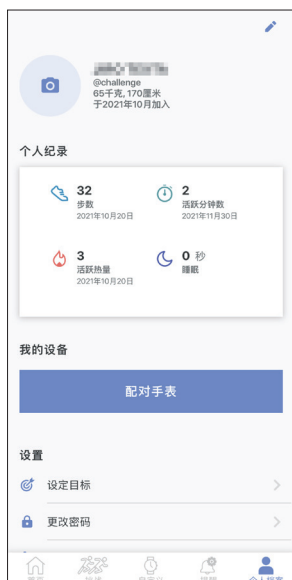 @challenge
65千克, 170厘米
于2021年10月加入
个人纪录
32
步数
2021年10月20日
2
活跃分钟数
2021年11月30日
3
活跃热量
2021年10月20日
0 秒
睡眠
我的设备
配对手表
设置
设定目标
更改密码